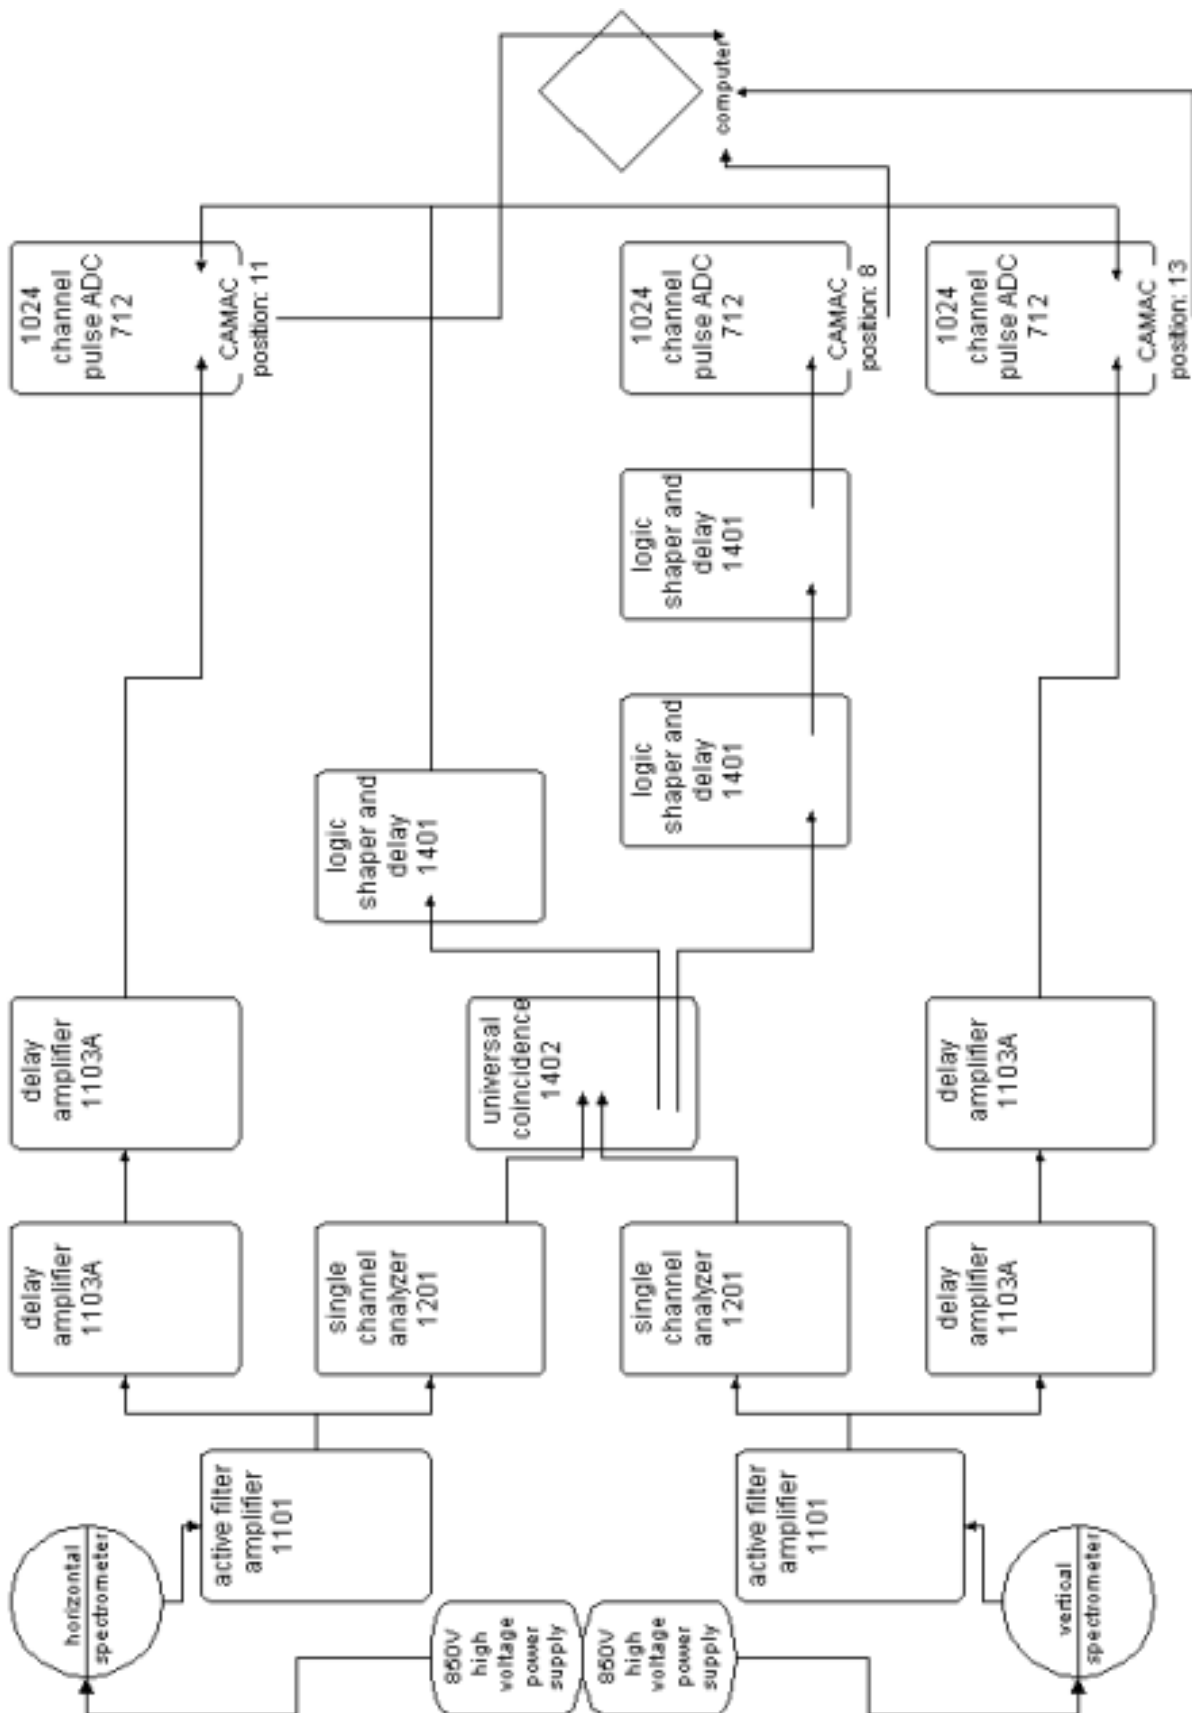 horizontal
spectrometer
850V
high
voltage
power
supply
850V
high
voltage
power
supply
vertical
spectrometer
active filter
amplifier
1101
active filter
amplifier
1101
delay
amplifier
1103A
single
channel
analyzer
1201
single
channel
analyzer
1201
delay
amplifier
1103A
delay
amplifier
1103A
universal
coincidence
1402
delay
amplifier
1103A
logic
shaper and
delay
1401
logic
shaper and
delay
1401
logic
shaper and
delay
1401
1024
channel
pulse ADC
712
CAMAC
position: 11
1024
channel
pulse ADC
712
CAMAC
position: 8
1024
channel
pulse ADC
712
CAMAC
position: 13
computer